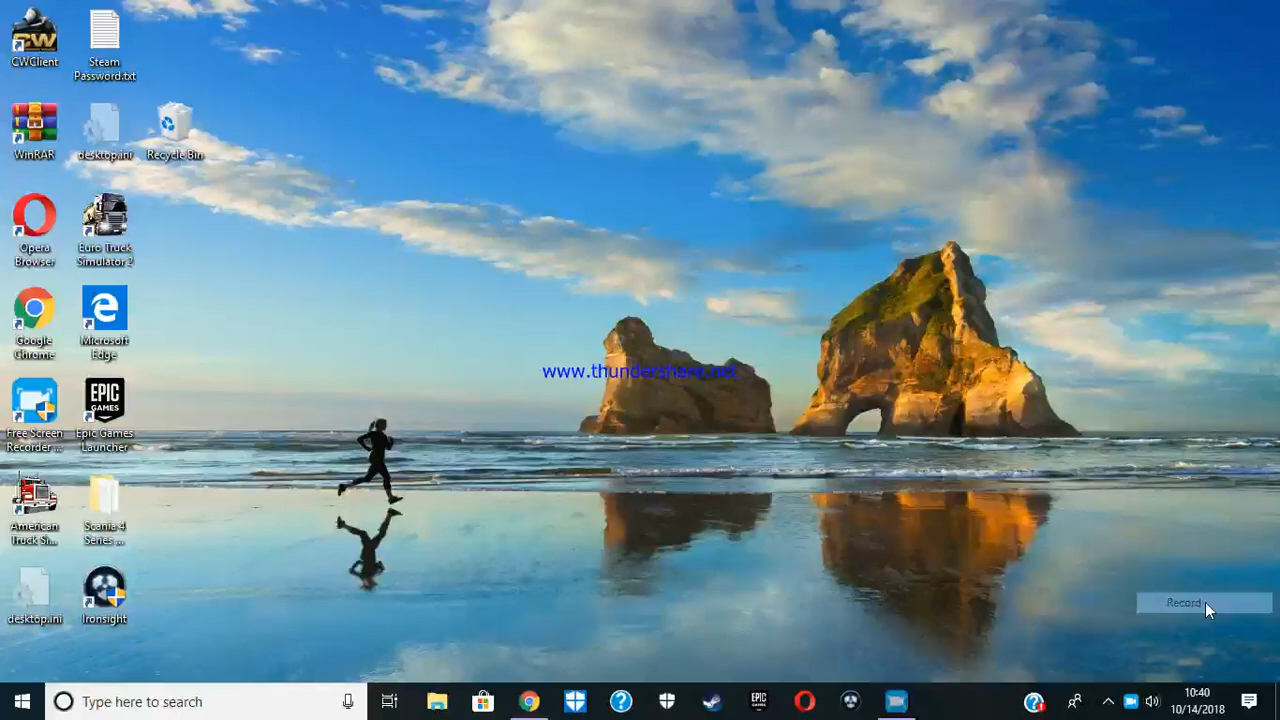 CWClient
Steam
Password.txt
WinRAR
desktop.ini
Recycle Bin
Opera
Browser
Euro Truck
Simulator 2
Google
Chrome
Microsoft
Edge
Free Screen
Recorder ...
EPIC
GAMES
Epic Games
Launcher
American
Truck Si...
Scania 4
Series ...
desktop.ini
Ironsight
www.thundershare.net
Record
Type here to search
EPIC
GAMES
10/14/2018